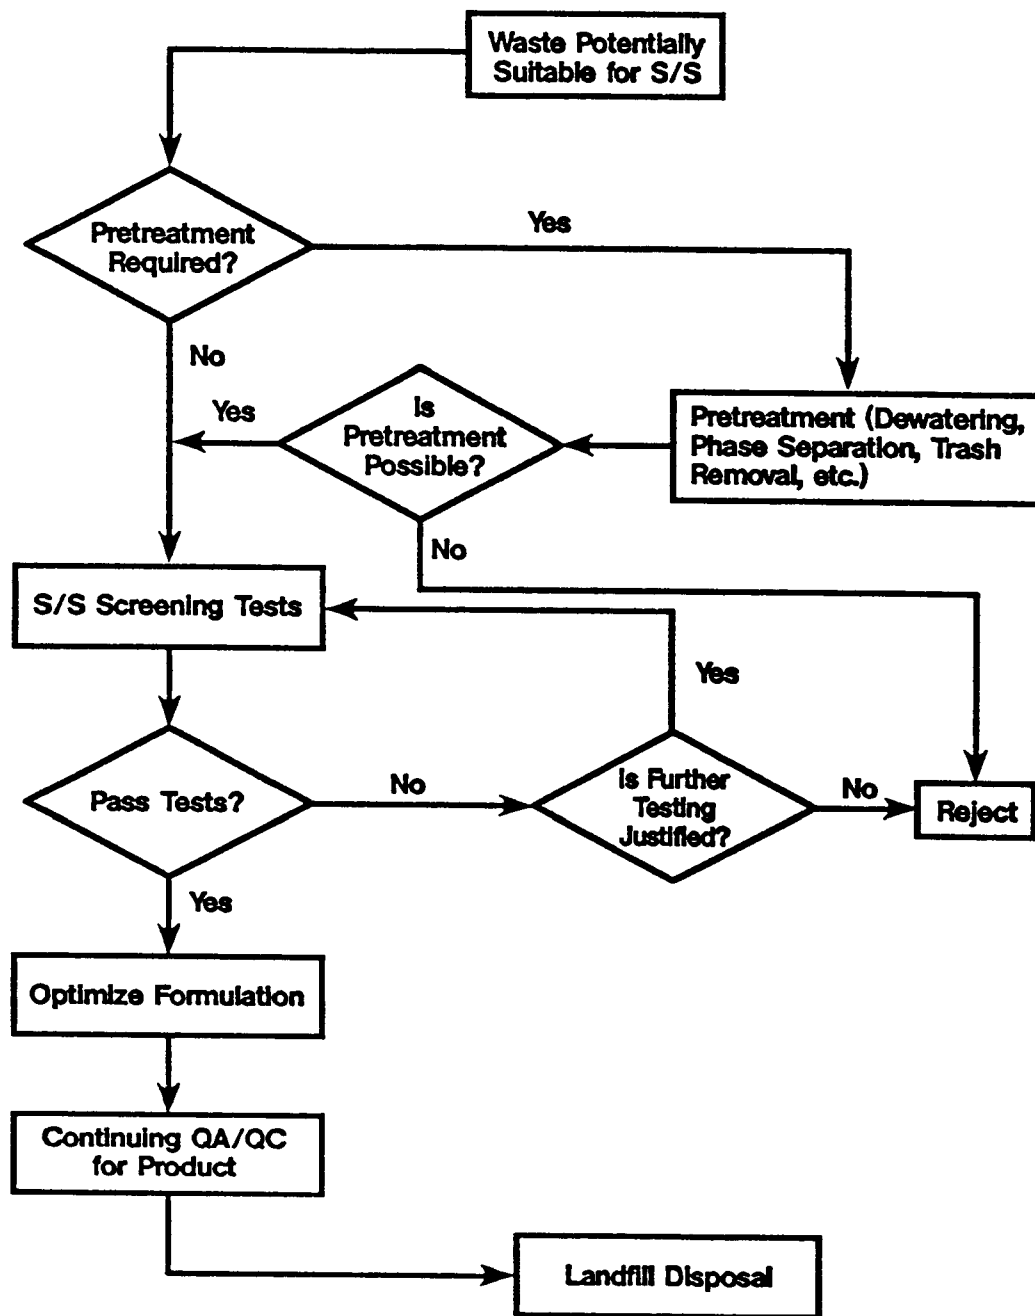 Waste Potentially
Suitable for S/S
Pretreatment
Required?
Yes
No
Is
Pretreatment
Possible?
Yes
Pretreatment (Dewatering,
Phase Separation, Trash
Removal, etc.)
No
S/S Screening Tests
Yes
Pass Tests?
No
Is Further
Testing
Justified?
No
Reject
Yes
Optimize Formulation
Continuing QA/QC
for Product
Landfill Disposal